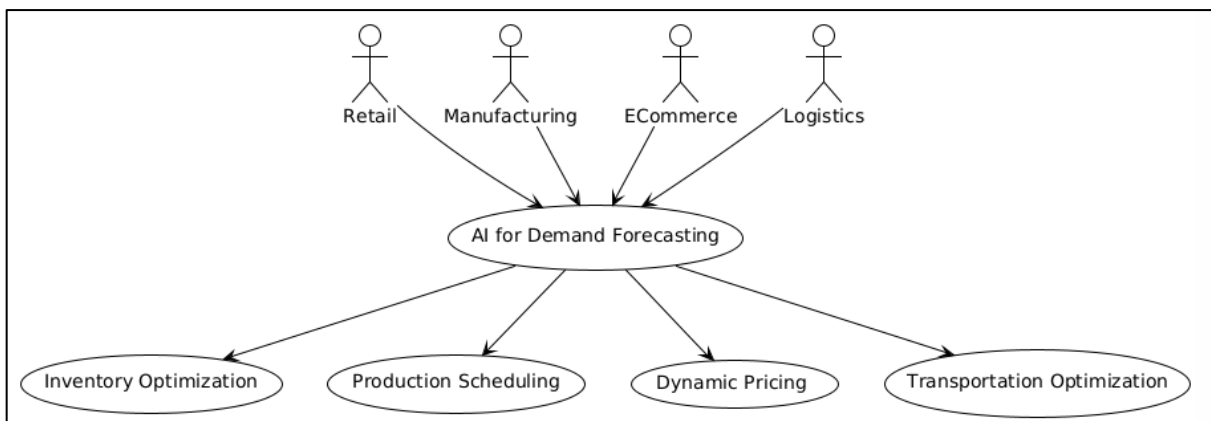 Retail
Manufacturing
ECommerce
Logistics
AI for Demand Forecasting
Inventory Optimization
Production Scheduling
Dynamic Pricing
Transportation Optimization